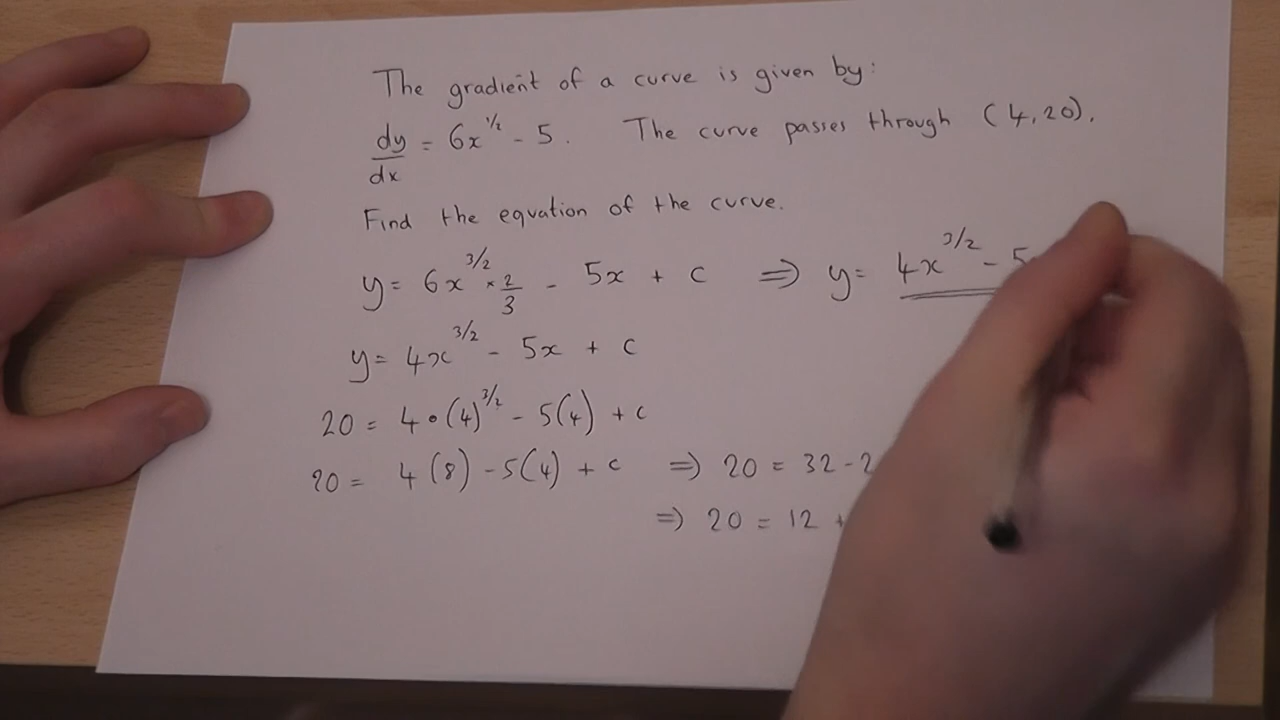 The gradient of a curve is given by:
dy/dx = 6x^1/2 - 5. The curve passes through (4,20).
Find the equation of the curve.
y = 6x^3/2 × 2/3 - 5x + c ⇒ y = 4x^3/2 - 5
y = 4x^3/2 - 5x + c
20 = 4•(4)^3/2 - 5(4) + c
20 = 4(8) - 5(4) + c ⇒ 20 = 32 - 2
⇒ 20 = 12 +